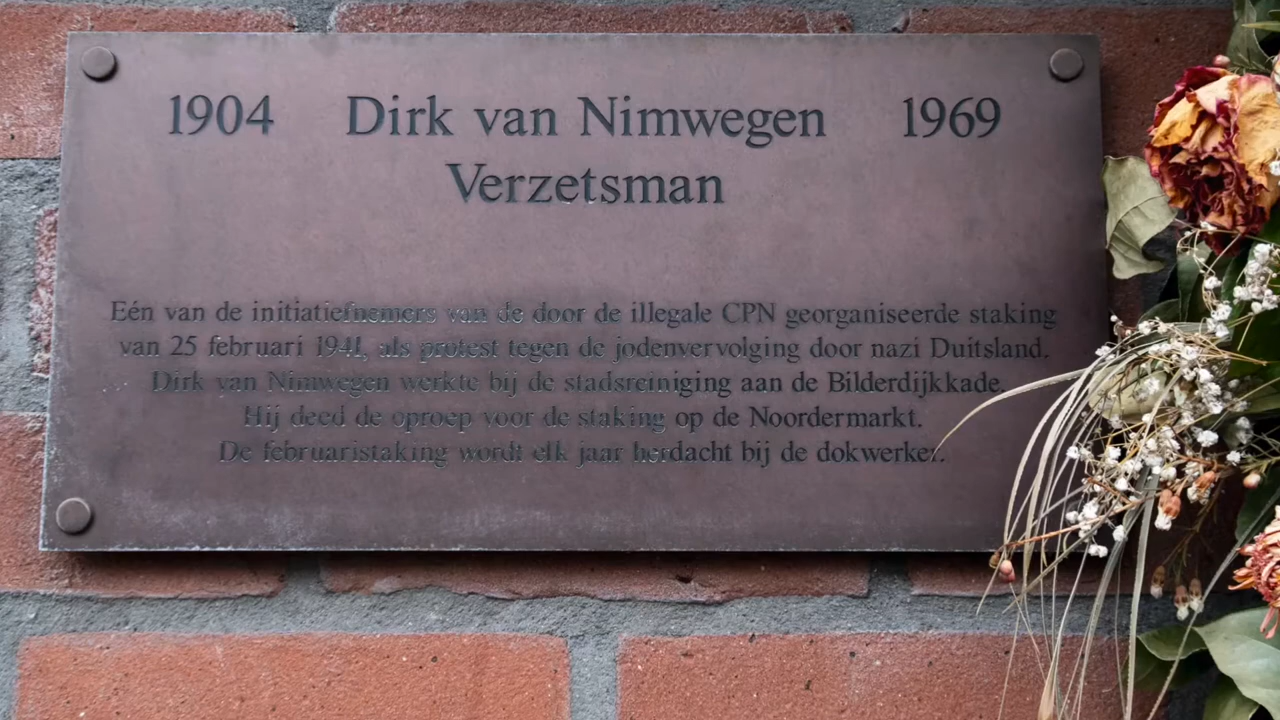 1904 Dirk van Nimwegen 1969
Verzetsman
Eén van de initiatiefnemers van de door de illegale CPN georganiseerde staking
van 25 februari 1941, als protest tegen de jodenvervolging door nazi Duitsland.
Dirk van Nimwegen werkte bij de stadsreiniging aan de Bilderdijkkade.
Hij deed de oproep voor de staking op de Noordermarkt.
De februaristaking wordt elk jaar herdacht bij de dokwerker.